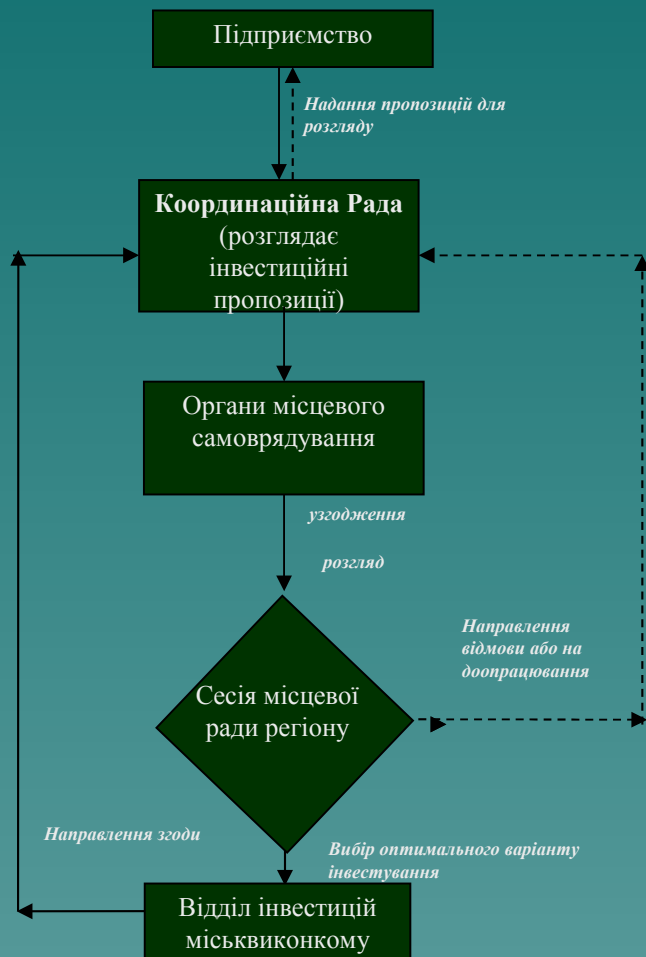 Підприємство
Надання пропозицій для
розгляду
Координаційна Рада
(розглядає
інвестиційні
пропозиції)
Органи місцевого
самоврядування
узгодження
розгляд
Направлення
відмови або на
доопрацювання
Сесія місцевої
ради регіону
Направлення згоди
Вибір оптимального варіанту
інвестування
Відділ інвестицій
міськвиконкому